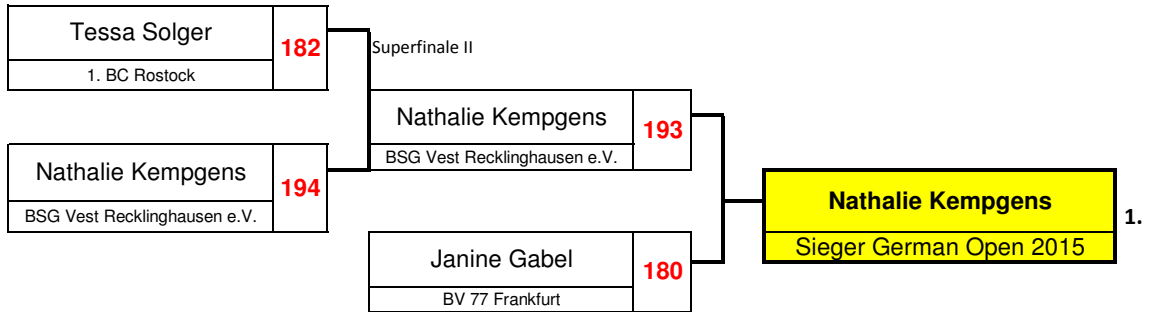 Tessa Solger
182
1. BC Rostock
Superfinale II
Nathalie Kempgens
193
BSG Vest Recklinghausen e.V.
Nathalie Kempgens
194
BSG Vest Recklinghausen e.V.
Nathalie Kempgens
1.
Sieger German Open 2015
Janine Gabel
180
BV 77 Frankfurt